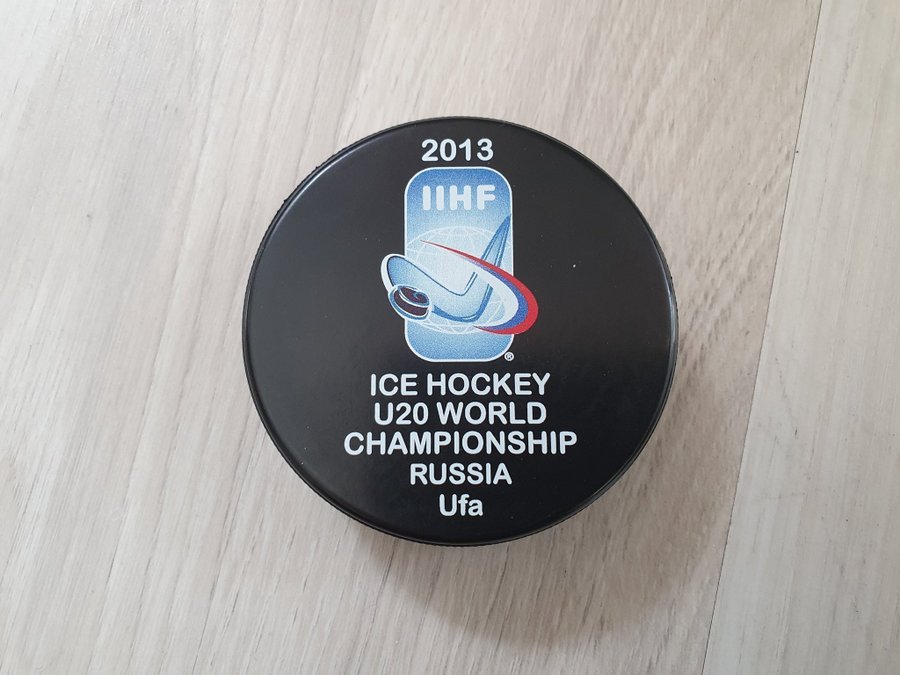 2013
IIHF
®
ICE HOCKEY
U20 WORLD
CHAMPIONSHIP
RUSSIA
Ufa